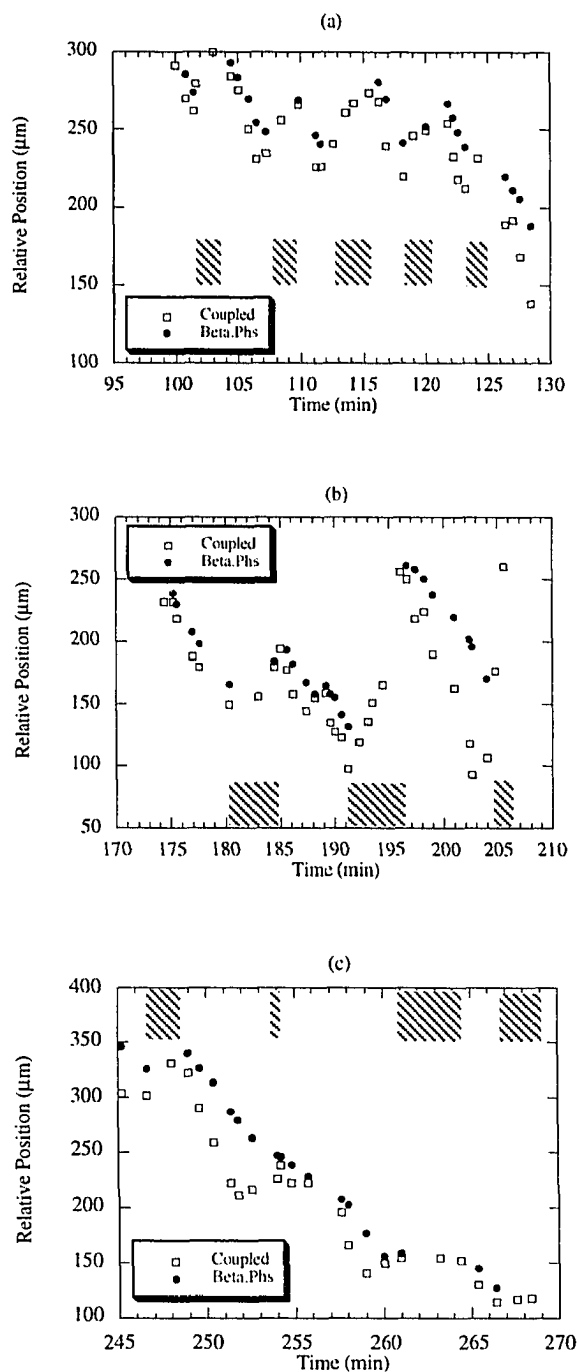 (a)
300
250
200
150
100
Relative Position (µm)
Coupled
Beta.Phs
95 100 105 110 115 120 125 130
Time (min)
(b)
300
250
200
150
100
50
Relative Position (µm)
Coupled
Beta.Phs
170 175 180 185 190 195 200 205 210
Time (min)
(c)
400
350
300
250
200
150
100
Relative Position (µm)
Coupled
Beta.Phs
245 250 255 260 265 270
Time (min)